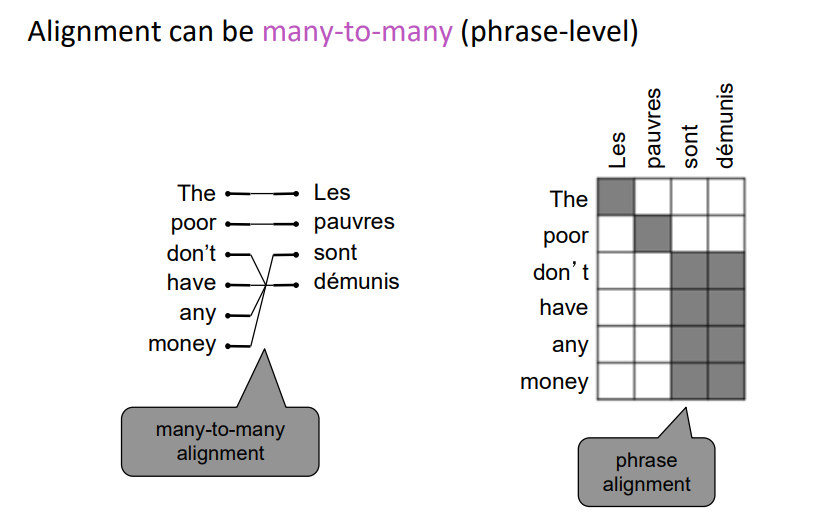 Alignment can be many-to-many (phrase-level)
The Les
poor pauvres
don't sont
have démunis
any
money
many-to-many
alignment
Les
pauvres
sont
démunis
The
poor
don't
have
any
money
phrase
alignment